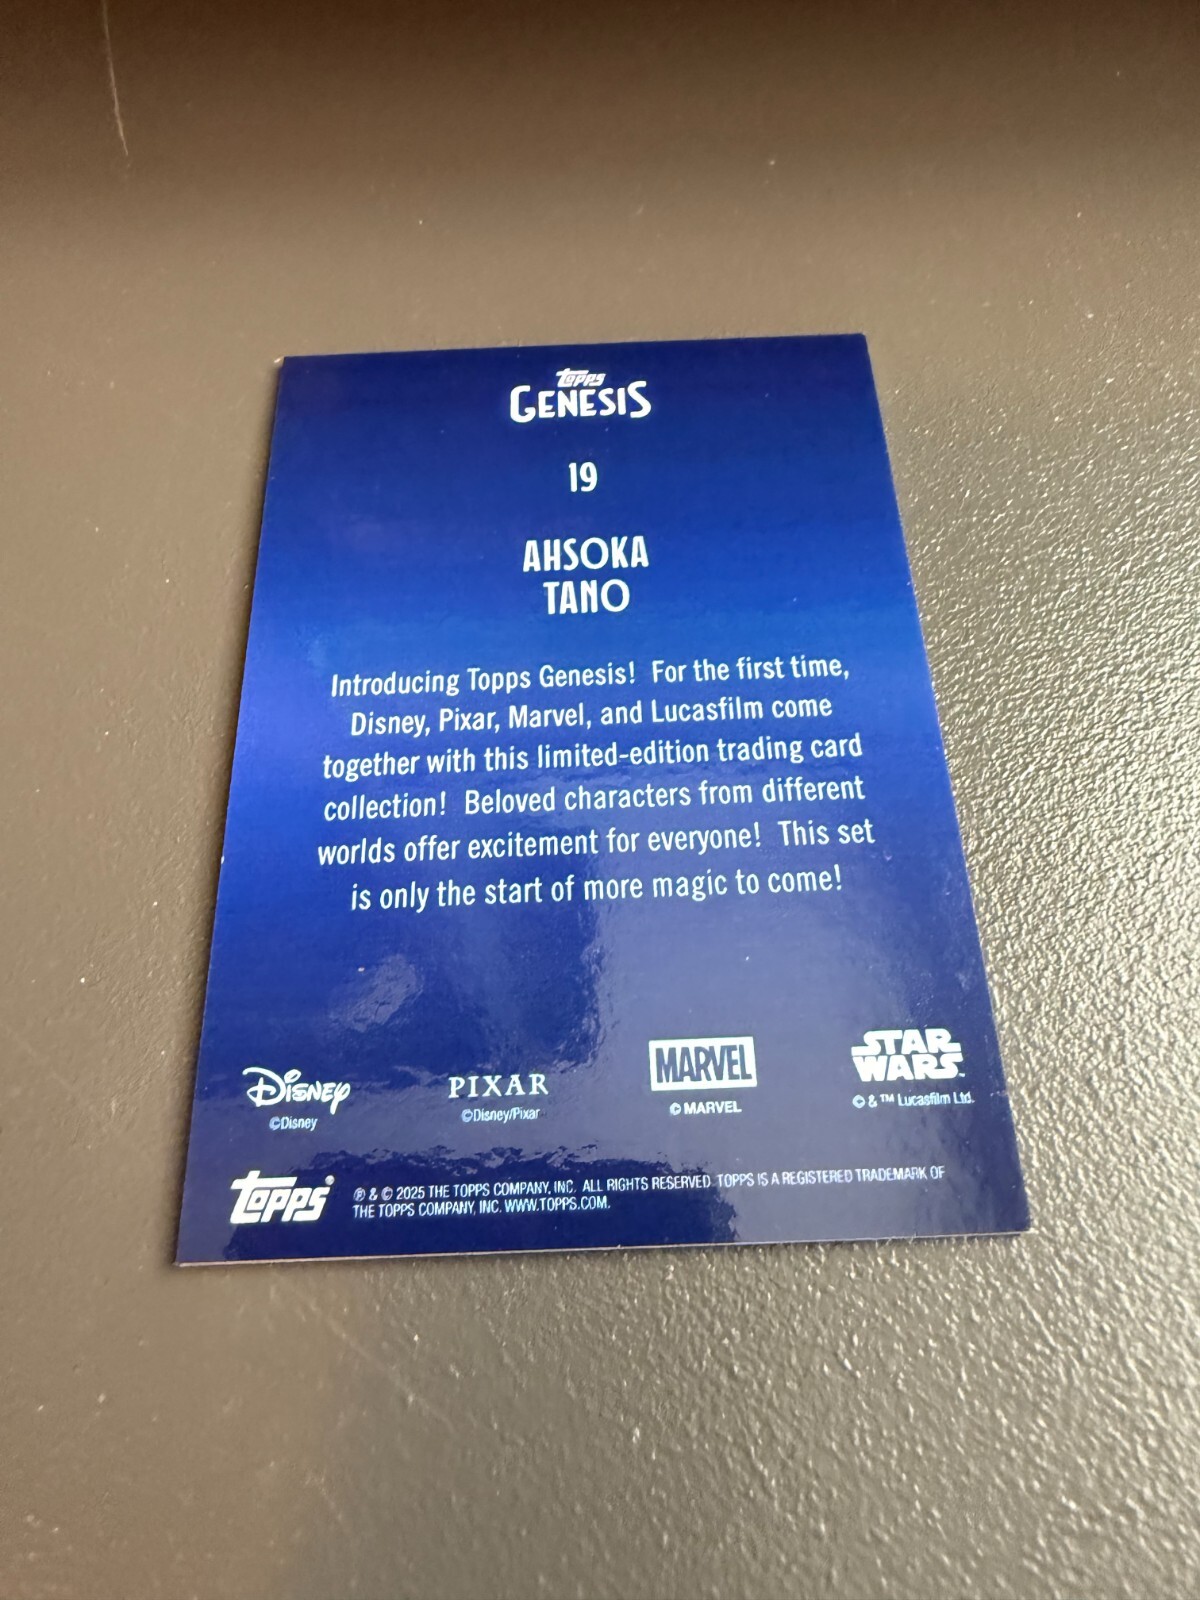 Topps
GENESIS
19
AHSOKA
TANO
Introducing Topps Genesis! For the first time,
Disney, Pixar, Marvel, and Lucasfilm come
together with this limited-edition trading card
collection! Beloved characters from different
worlds offer excitement for everyone! This set
is only the start of more magic to come!
Disney
©Disney
PIXAR
©Disney/Pixar
MARVEL
© MARVEL
STAR
WARS™
© & ™ Lucasfilm Ltd.
topps®
® & © 2025 THE TOPPS COMPANY, INC. ALL RIGHTS RESERVED. TOPPS IS A REGISTERED TRADEMARK OF
THE TOPPS COMPANY, INC. WWW.TOPPS.COM.